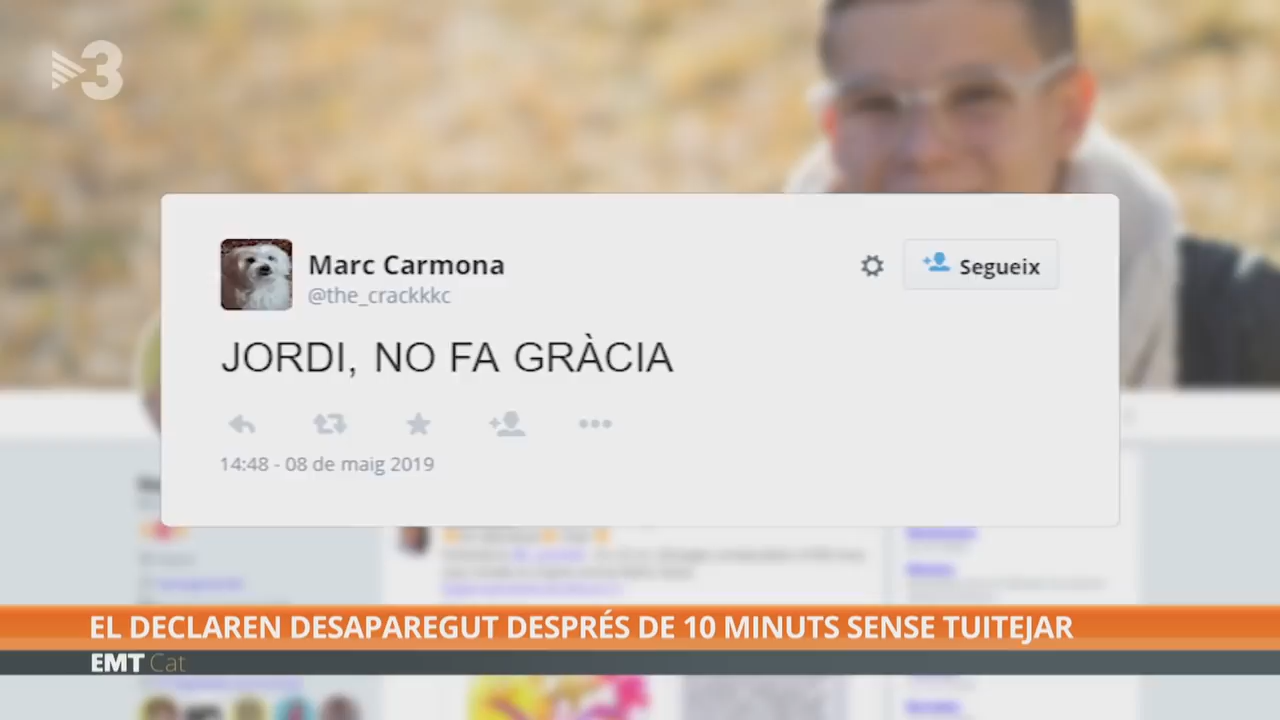 3
Marc Carmona
@the_crackkkc
Segueix
JORDI, NO FA GRÀCIA
14:48 - 08 de maig 2019
EL DECLAREN DESAPAREGUT DESPRÉS DE 10 MINUTS SENSE TUITEJAR
EMT Cat